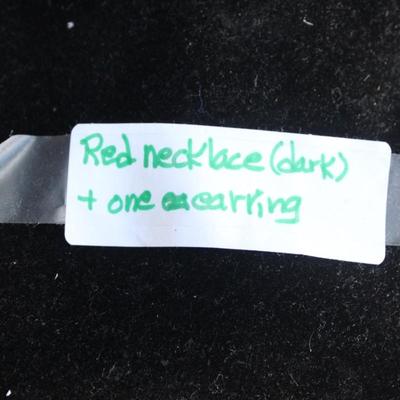 Red necklace (dark)
+ one earring